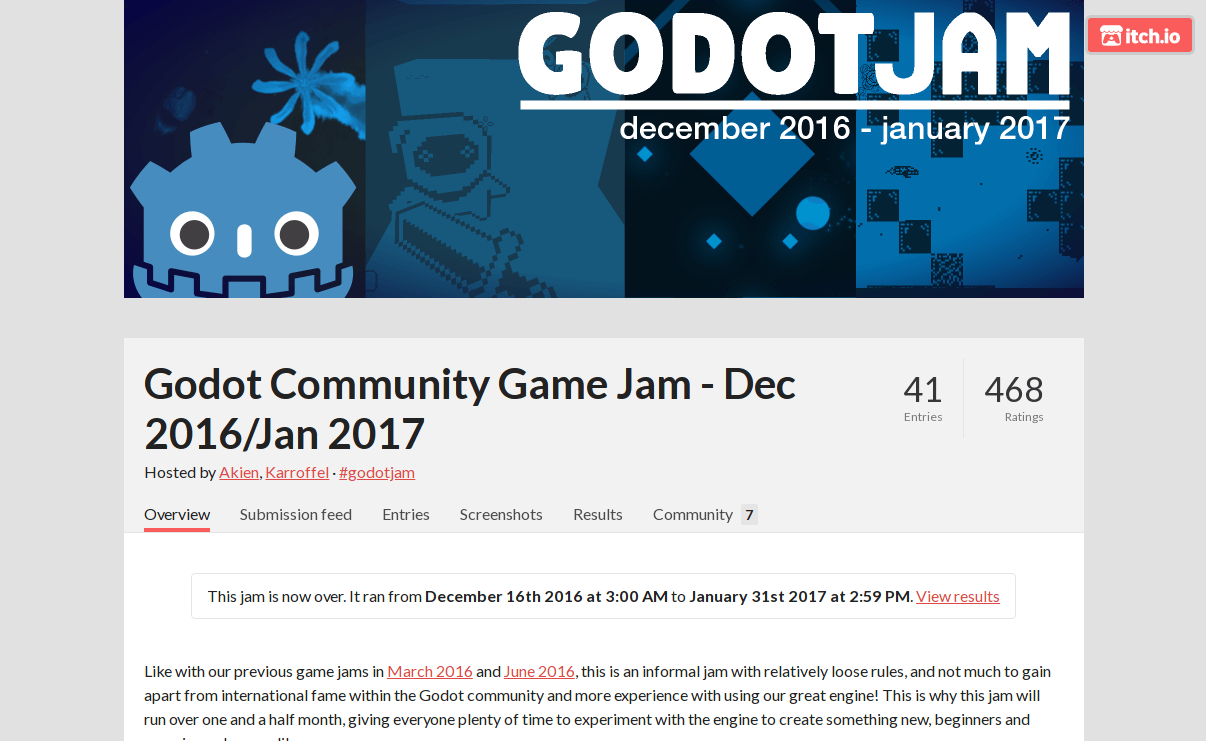 GODOTJAM
december 2016 - january 2017
itch.io
Godot Community Game Jam - Dec
2016/Jan 2017
41
Entries
468
Ratings
Hosted by Akien, Karroffel · #godotjam
Overview Submission feed Entries Screenshots Results Community 7
This jam is now over. It ran from December 16th 2016 at 3:00 AM to January 31st 2017 at 2:59 PM. View results
Like with our previous game jams in March 2016 and June 2016, this is an informal jam with relatively loose rules, and not much to gain
apart from international fame within the Godot community and more experience with using our great engine! This is why this jam will
run over one and a half month, giving everyone plenty of time to experiment with the engine to create something new, beginners and